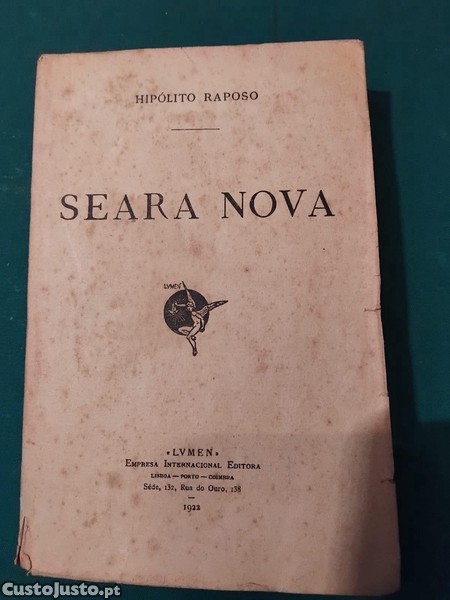 HIPÓLITO RAPOSO
SEARA NOVA
LVMEN
«LVMEN»
EMPRESA INTERNACIONAL EDITORA
LISBOA — PORTO — COÏMBRA
Séde, 132, Rua do Ouro, 138
1922
CustoJusto.pt